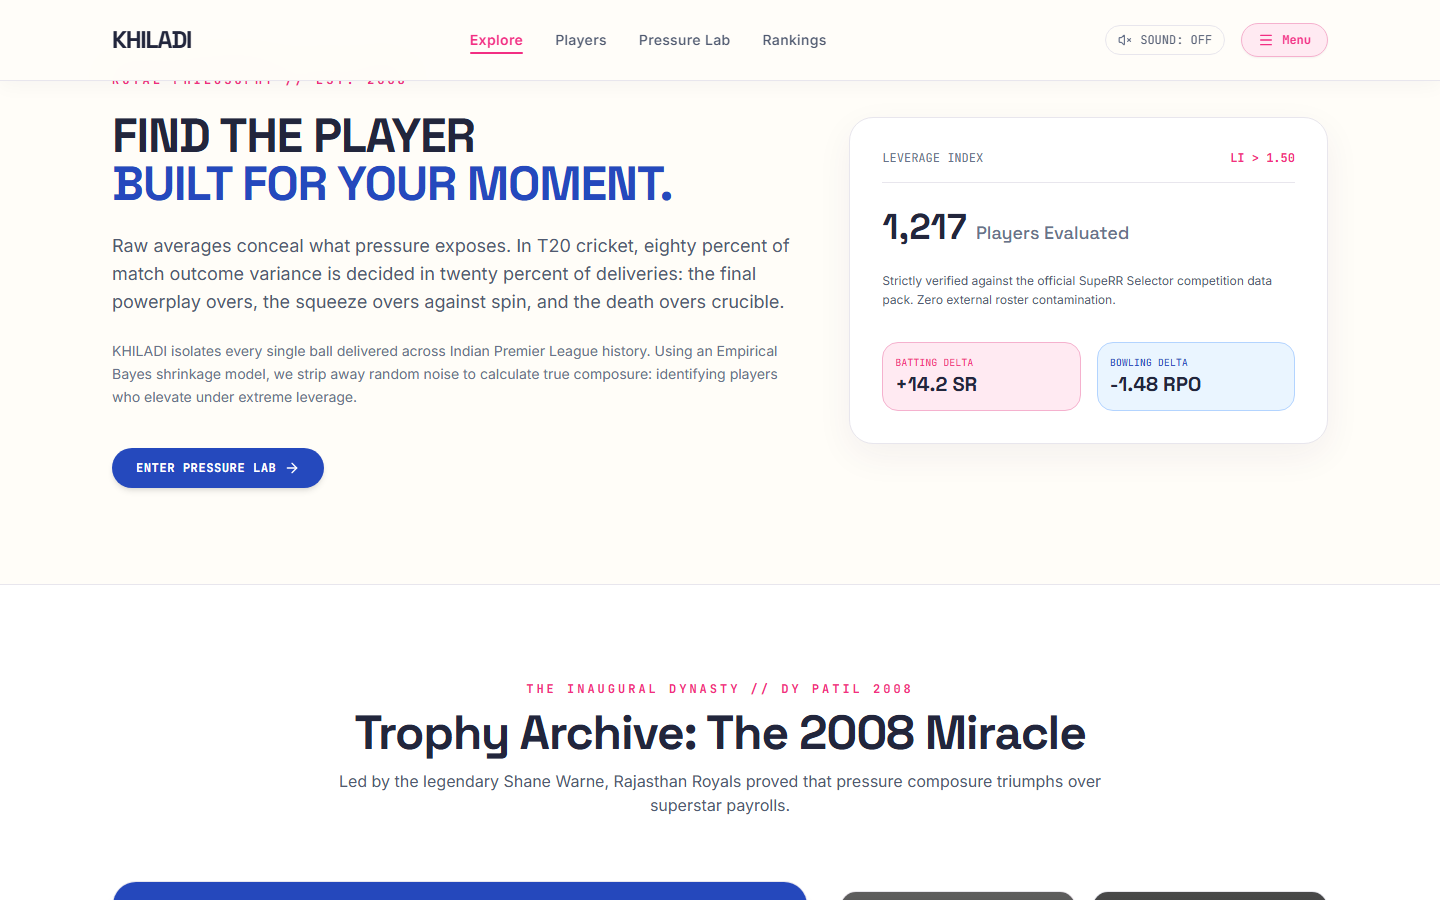 KHILADI
Explore
Players
Pressure Lab
Rankings
SOUND: OFF
Menu
ROYAL PHILOSOPHY // EST. 2008
FIND THE PLAYER
BUILT FOR YOUR MOMENT.
Raw averages conceal what pressure exposes. In T20 cricket, eighty percent of
match outcome variance is decided in twenty percent of deliveries: the final
powerplay overs, the squeeze overs against spin, and the death overs crucible.
KHILADI isolates every single ball delivered across Indian Premier League history. Using an Empirical
Bayes shrinkage model, we strip away random noise to calculate true composure: identifying players
who elevate under extreme leverage.
ENTER PRESSURE LAB →
LEVERAGE INDEX
LI > 1.50
1,217 Players Evaluated
Strictly verified against the official SupeRR Selector competition data
pack. Zero external roster contamination.
BATTING DELTA
+14.2 SR
BOWLING DELTA
-1.48 RPO
THE INAUGURAL DYNASTY // DY PATIL 2008
Trophy Archive: The 2008 Miracle
Led by the legendary Shane Warne, Rajasthan Royals proved that pressure composure triumphs over
superstar payrolls.